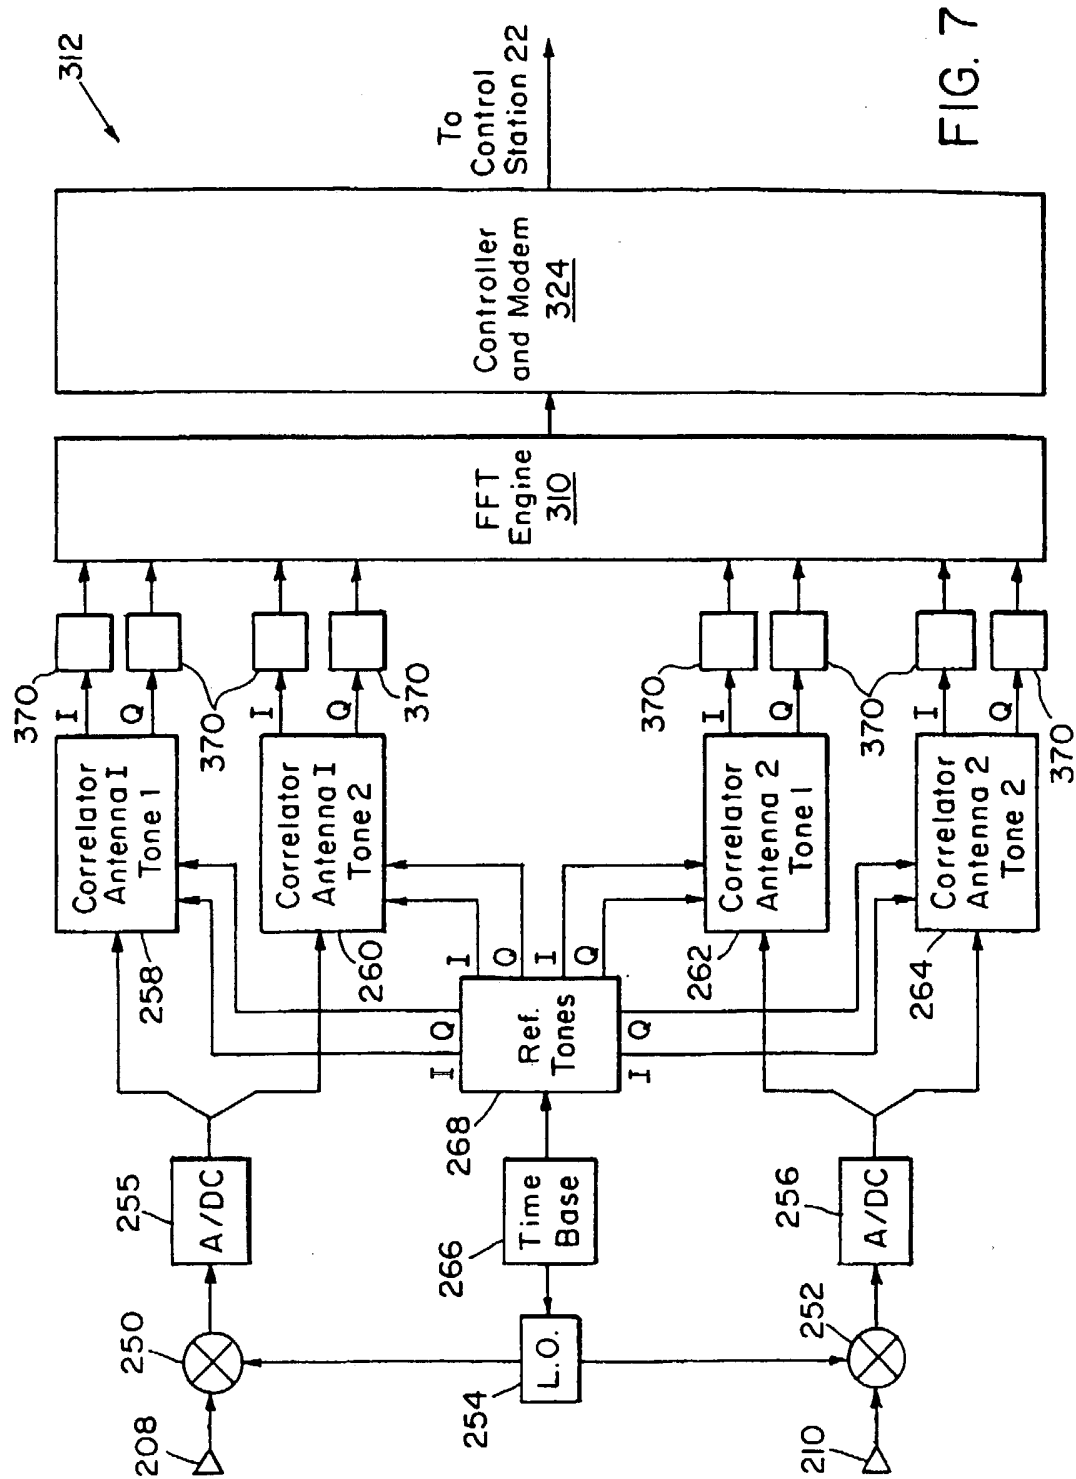 312
To
Control
Station 22
Controller
and Modem
324
FFT
Engine
310
370
370
370
370
370
370
I
Q
I
Q
I
Q
I
Q
Correlator
Antenna I
Tone 1
258
Correlator
Antenna I
Tone 2
260
Correlator
Antenna 2
Tone 1
262
Correlator
Antenna 2
Tone 2
264
I
Q
I
Q
I
Q
I
Q
Ref.
Tones
268
Time
Base
266
L.O.
254
A/DC
255
A/DC
256
250
252
208
210
FIG. 7